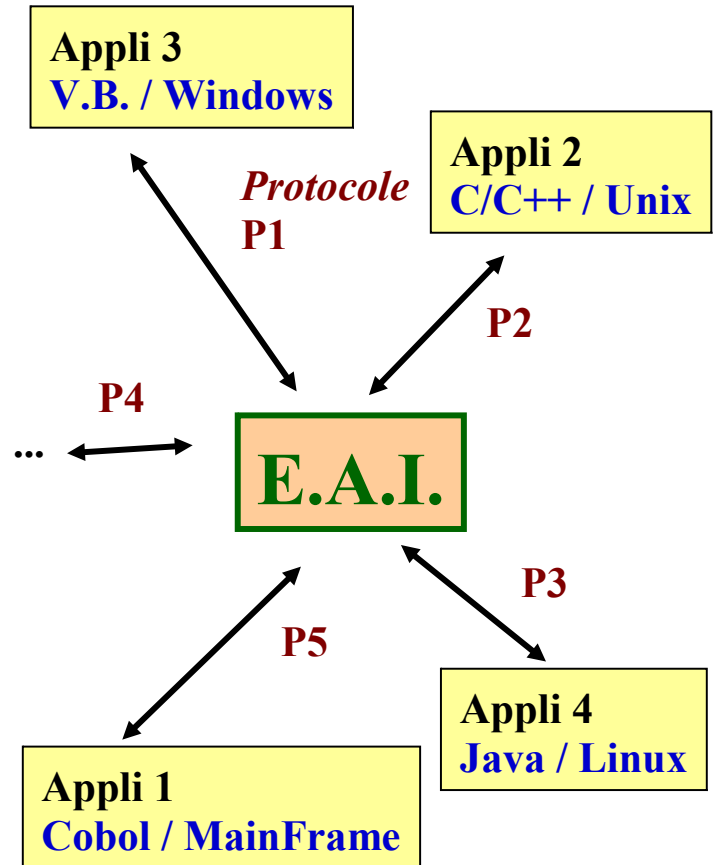 Appli 3
V.B. / Windows
Appli 2
C/C++ / Unix
Protocole
P1
P2
P4
...
E.A.I.
P3
P5
Appli 4
Java / Linux
Appli 1
Cobol / MainFrame